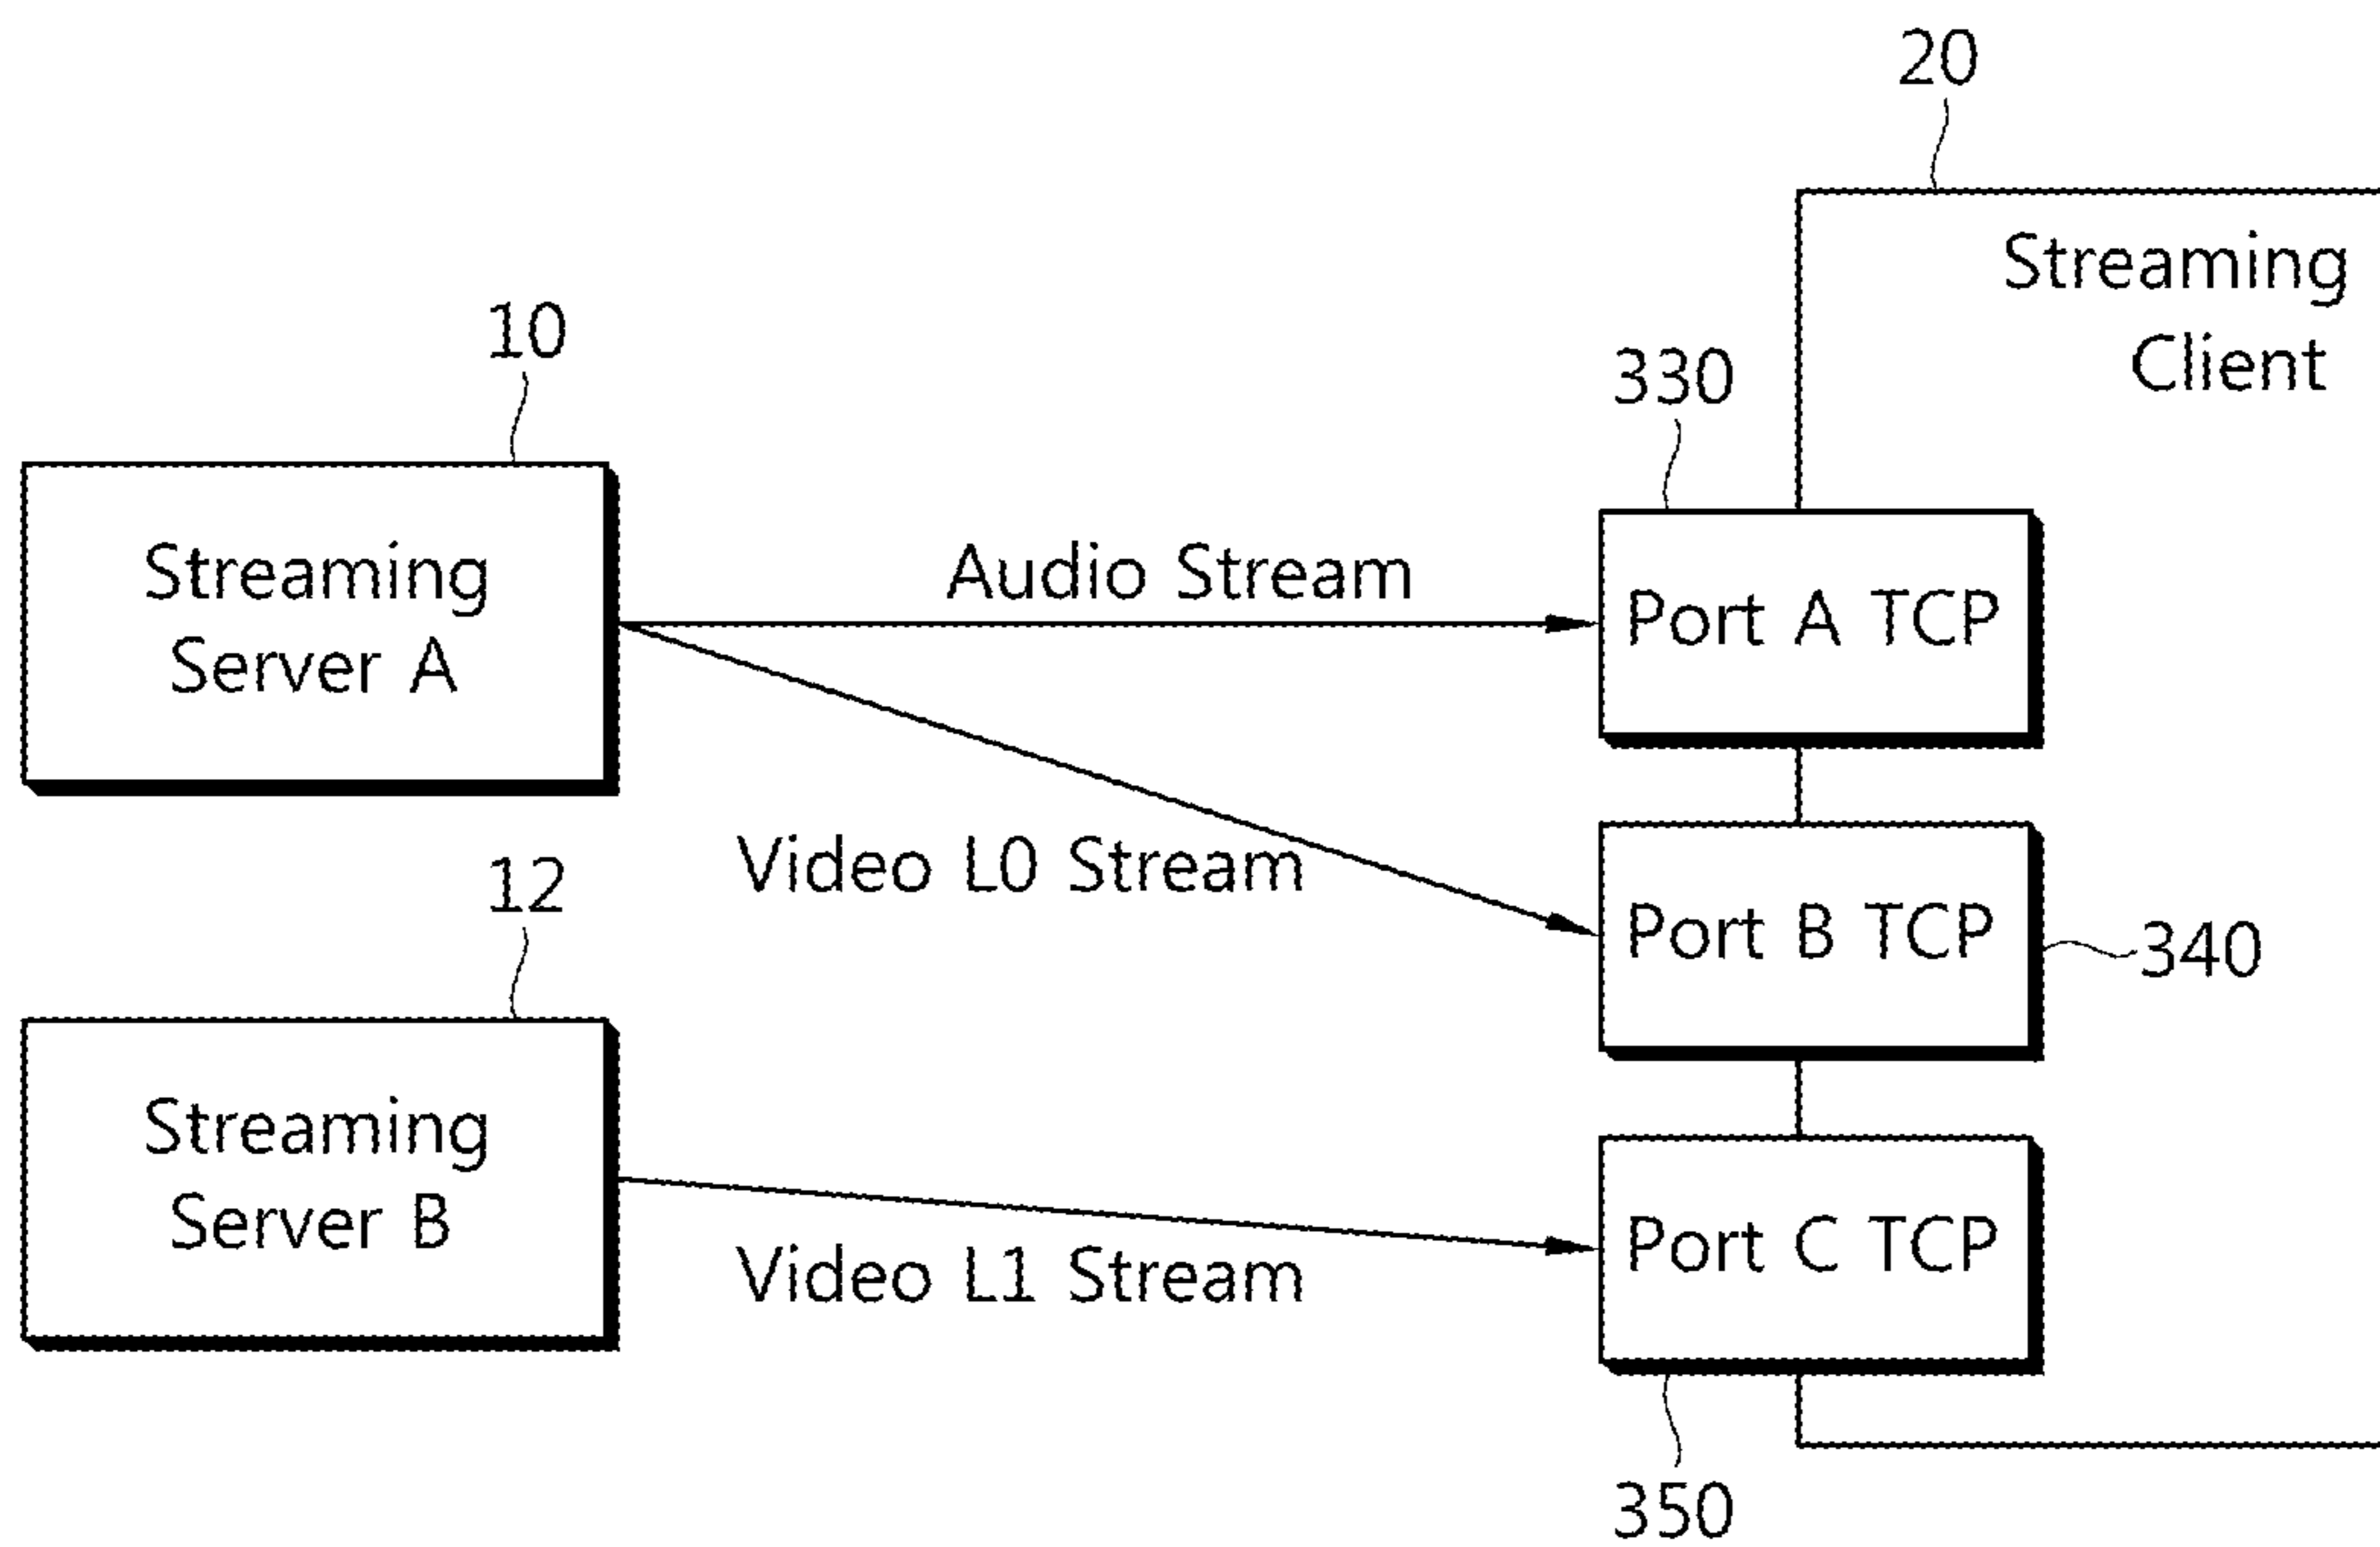 20
Streaming
Client
10
330
Streaming
Server A
Audio Stream
Port A TCP
Video L0 Stream
12
Port B TCP
340
Streaming
Server B
Video L1 Stream
Port C TCP
350